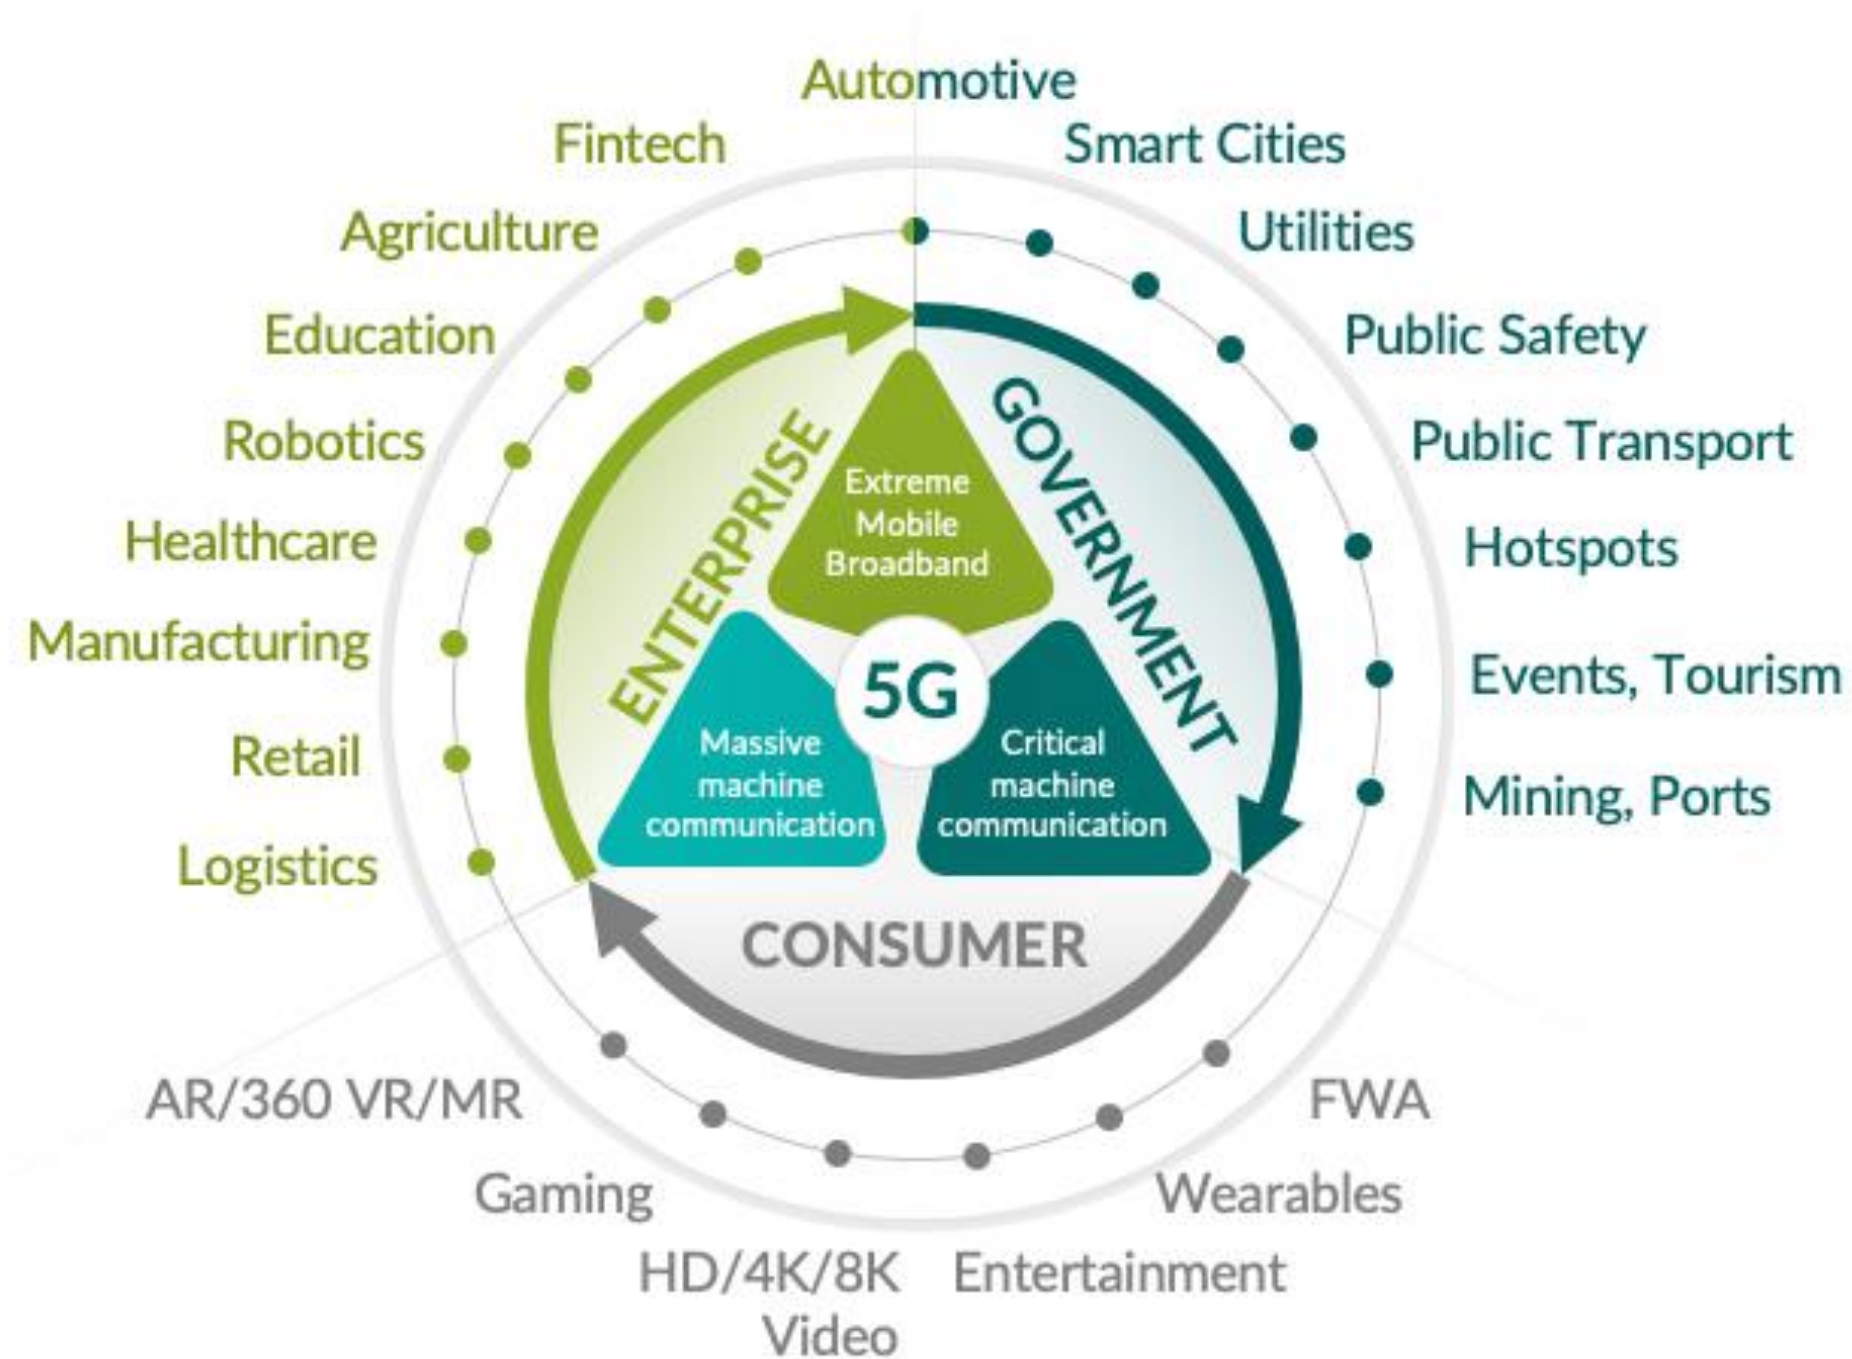 Automotive
Fintech
Smart Cities
Agriculture
Utilities
Education
Public Safety
Robotics
Public Transport
Healthcare
Hotspots
Manufacturing
Events, Tourism
Retail
Mining, Ports
Logistics
ENTERPRISE
GOVERNMENT
Extreme
Mobile
Broadband
5G
Massive
machine
communication
Critical
machine
communication
CONSUMER
AR/360 VR/MR
FWA
Gaming
Wearables
HD/4K/8K
Video
Entertainment